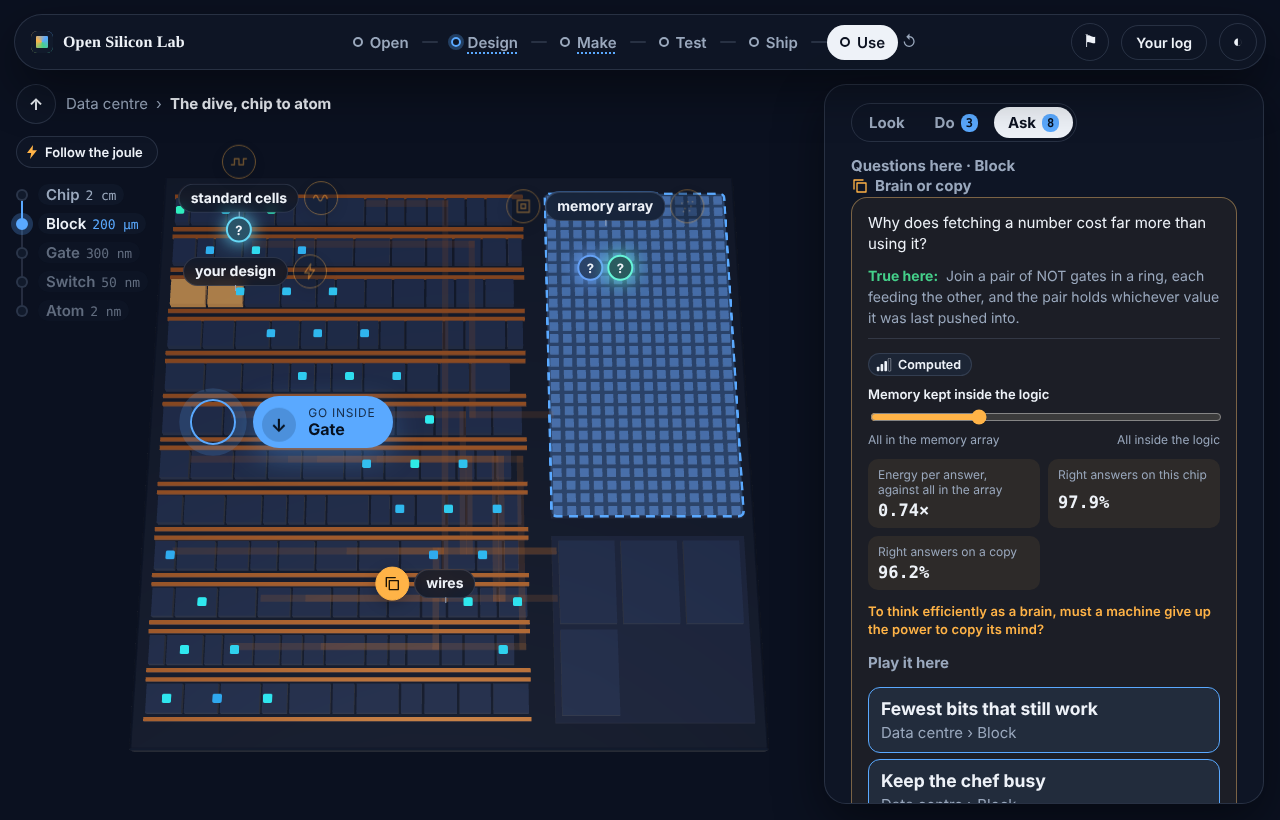 Open Silicon Lab
Open
Design
Make
Test
Ship
Use
Your log
Data centre › The dive, chip to atom
Follow the joule
Chip 2 cm
Block 200 µm
Gate 300 nm
Switch 50 nm
Atom 2 nm
standard cells
?
your design
memory array
? ?
GO INSIDE
Gate
wires
Look
Do 3
Ask 8
Questions here · Block
Brain or copy
Why does fetching a number cost far more than
using it?
True here: Join a pair of NOT gates in a ring, each
feeding the other, and the pair holds whichever value
it was last pushed into.
Computed
Memory kept inside the logic
All in the memory array
All inside the logic
Energy per answer,
against all in the array
0.74×
Right answers on this chip
97.9%
Right answers on a copy
96.2%
To think efficiently as a brain, must a machine give up
the power to copy its mind?
Play it here
Fewest bits that still work
Data centre › Block
Keep the chef busy
Data centre › Block